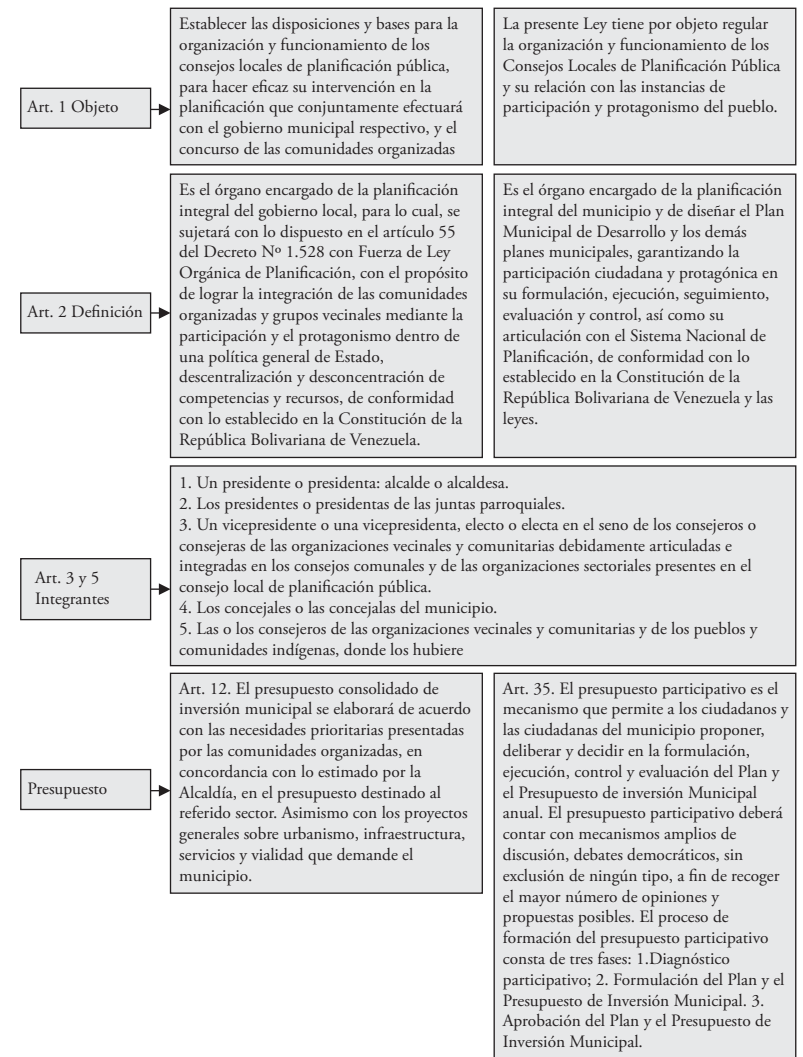 Art. 1 Objeto
Establecer las disposiciones y bases para la
organización y funcionamiento de los
consejos locales de planificación pública,
para hacer eficaz su intervención en la
planificación que conjuntamente efectuará
con el gobierno municipal respectivo, y el
concurso de las comunidades organizadas
La presente Ley tiene por objeto regular
la organización y funcionamiento de los
Consejos Locales de Planificación Pública
y su relación con las instancias de
participación y protagonismo del pueblo.
Art. 2 Definición
Es el órgano encargado de la planificación
integral del gobierno local, para lo cual, se
sujetará con lo dispuesto en el artículo 55
del Decreto Nº 1.528 con Fuerza de Ley
Orgánica de Planificación, con el propósito
de lograr la integración de las comunidades
organizadas y grupos vecinales mediante la
participación y el protagonismo dentro de
una política general de Estado,
descentralización y desconcentración de
competencias y recursos, de conformidad
con lo establecido en la Constitución de la
República Bolivariana de Venezuela.
Es el órgano encargado de la planificación
integral del municipio y de diseñar el Plan
Municipal de Desarrollo y los demás
planes municipales, garantizando la
participación ciudadana y protagónica en
su formulación, ejecución, seguimiento,
evaluación y control, así como su
articulación con el Sistema Nacional de
Planificación, de conformidad con lo
establecido en la Constitución de la
República Bolivariana de Venezuela y las
leyes.
Art. 3 y 5
Integrantes
1. Un presidente o presidenta: alcalde o alcaldesa.
2. Los presidentes o presidentas de las juntas parroquiales.
3. Un vicepresidente o una vicepresidenta, electo o electa en el seno de los consejeros o
consejeras de las organizaciones vecinales y comunitarias debidamente articuladas e
integradas en los consejos comunales y de las organizaciones sectoriales presentes en el
consejo local de planificación pública.
4. Los concejales o las concejalas del municipio.
5. Las o los consejeros de las organizaciones vecinales y comunitarias y de los pueblos y
comunidades indígenas, donde los hubiere
Presupuesto
Art. 12. El presupuesto consolidado de
inversión municipal se elaborará de acuerdo
con las necesidades prioritarias presentadas
por las comunidades organizadas, en
concordancia con lo estimado por la
Alcaldía, en el presupuesto destinado al
referido sector. Asimismo con los proyectos
generales sobre urbanismo, infraestructura,
servicios y vialidad que demande el
municipio.
Art. 35. El presupuesto participativo es el
mecanismo que permite a los ciudadanos y
las ciudadanas del municipio proponer,
deliberar y decidir en la formulación,
ejecución, control y evaluación del Plan y
el Presupuesto de inversión Municipal
anual. El presupuesto participativo deberá
contar con mecanismos amplios de
discusión, debates democráticos, sin
exclusión de ningún tipo, a fin de recoger
el mayor número de opiniones y
propuestas posibles. El proceso de
formación del presupuesto participativo
consta de tres fases: 1.Diagnóstico
participativo; 2. Formulación del Plan y el
Presupuesto de Inversión Municipal. 3.
Aprobación del Plan y el Presupuesto de
Inversión Municipal.